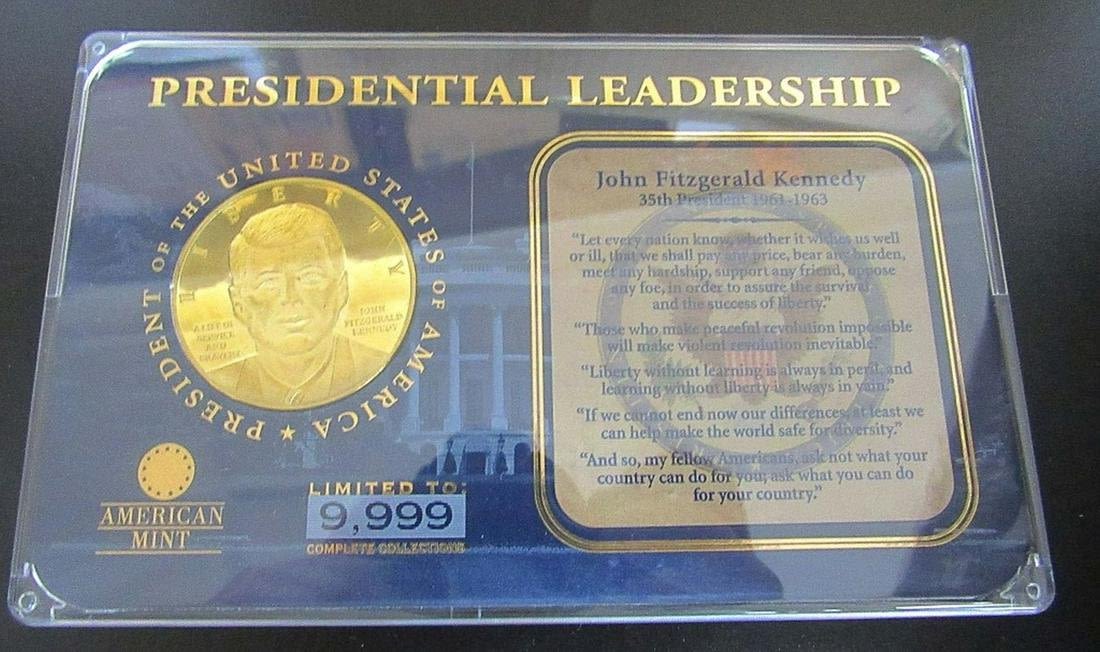 PRESIDENTIAL LEADERSHIP
PRESIDENT OF THE UNITED STATES OF AMERICA ★
LIBERTY
A LIFE OF
SERVICE
AND
BRAVERY
JOHN
FITZGERALD
KENNEDY
AMERICAN
MINT
LIMITED TO:
9,999
COMPLETE COLLECTIONS
John Fitzgerald Kennedy
35th President 1961-1963
“Let every nation know, whether it wishes us well
or ill, that we shall pay any price, bear any burden,
meet any hardship, support any friend, oppose
any foe, in order to assure the survival
and the success of liberty.”
“Those who make peaceful revolution impossible
will make violent revolution inevitable.”
“Liberty without learning is always in peril, and
learning without liberty is always in vain.”
“If we cannot end now our differences, at least we
can help make the world safe for diversity.”
“And so, my fellow Americans, ask not what your
country can do for you; ask what you can do
for your country.”